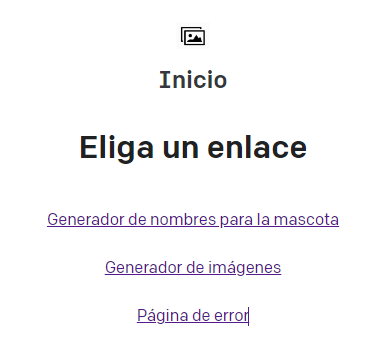 Inicio
Eliga un enlace
Generador de nombres para la mascota
Generador de imágenes
Página de error